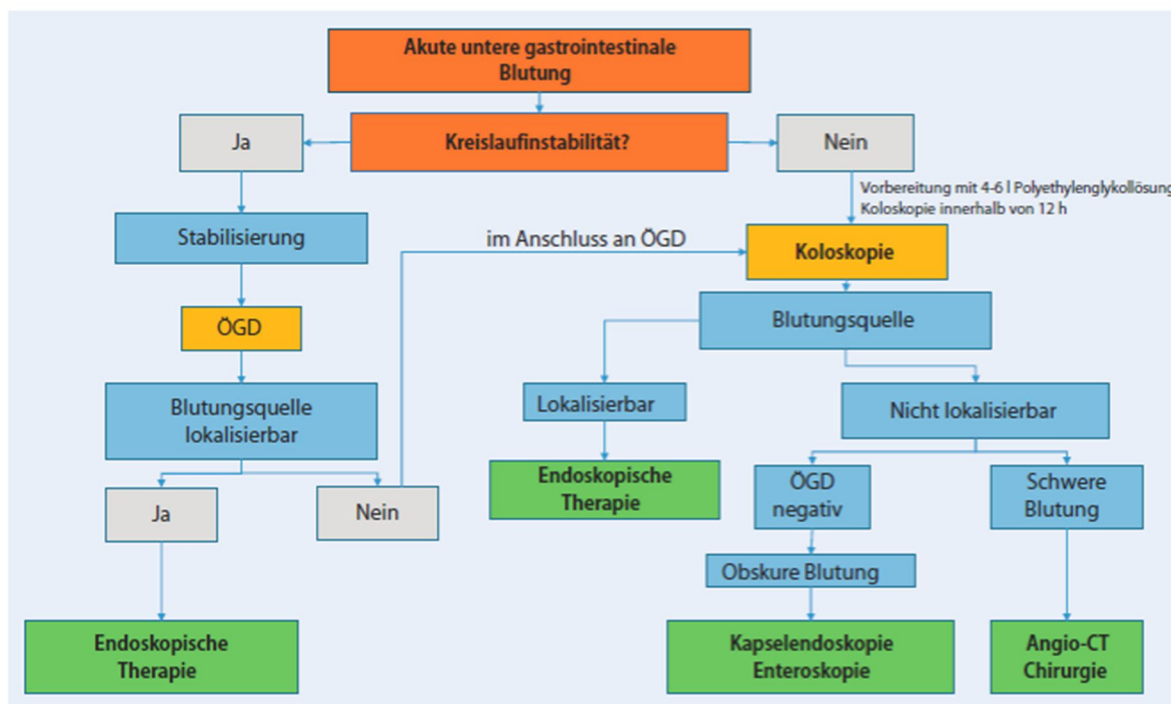 Akute untere gastrointestinale
Blutung
Ja
Kreislaufinstabilität?
Nein
Vorbereitung mit 4-6 l Polyethylenglykollösung
Koloskopie innerhalb von 12 h
Stabilisierung
im Anschluss an ÖGD
Koloskopie
ÖGD
Blutungsquelle
Blutungsquelle
lokalisierbar
Lokalisierbar
Nicht lokalisierbar
Ja
Nein
Endoskopische
Therapie
ÖGD
negativ
Schwere
Blutung
Obskure Blutung
Endoskopische
Therapie
Kapselendoskopie
Enteroskopie
Angio-CT
Chirurgie